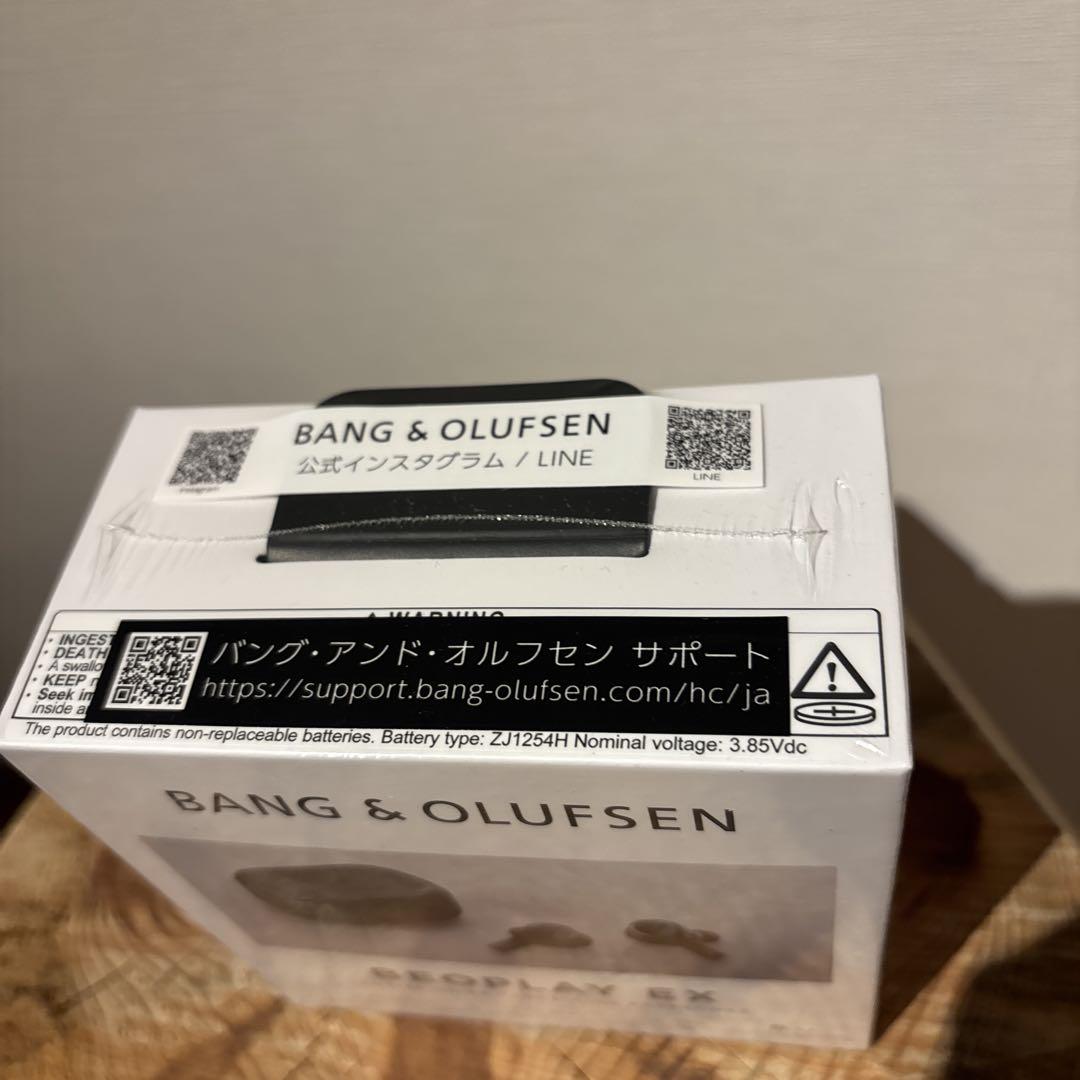 BANG & OLUFSEN
公式インスタグラム / LINE
Instagram
LINE
WARNING
• INGEST
• DEATH
• A swallo
• KEEP
• Seek im
inside a
バング・アンド・オルフセン サポート
https://support.bang-olufsen.com/hc/ja
The product contains non-replaceable batteries. Battery type: ZJ1254H Nominal voltage: 3.85Vdc
BANG & OLUFSEN
BEOPLAY EX